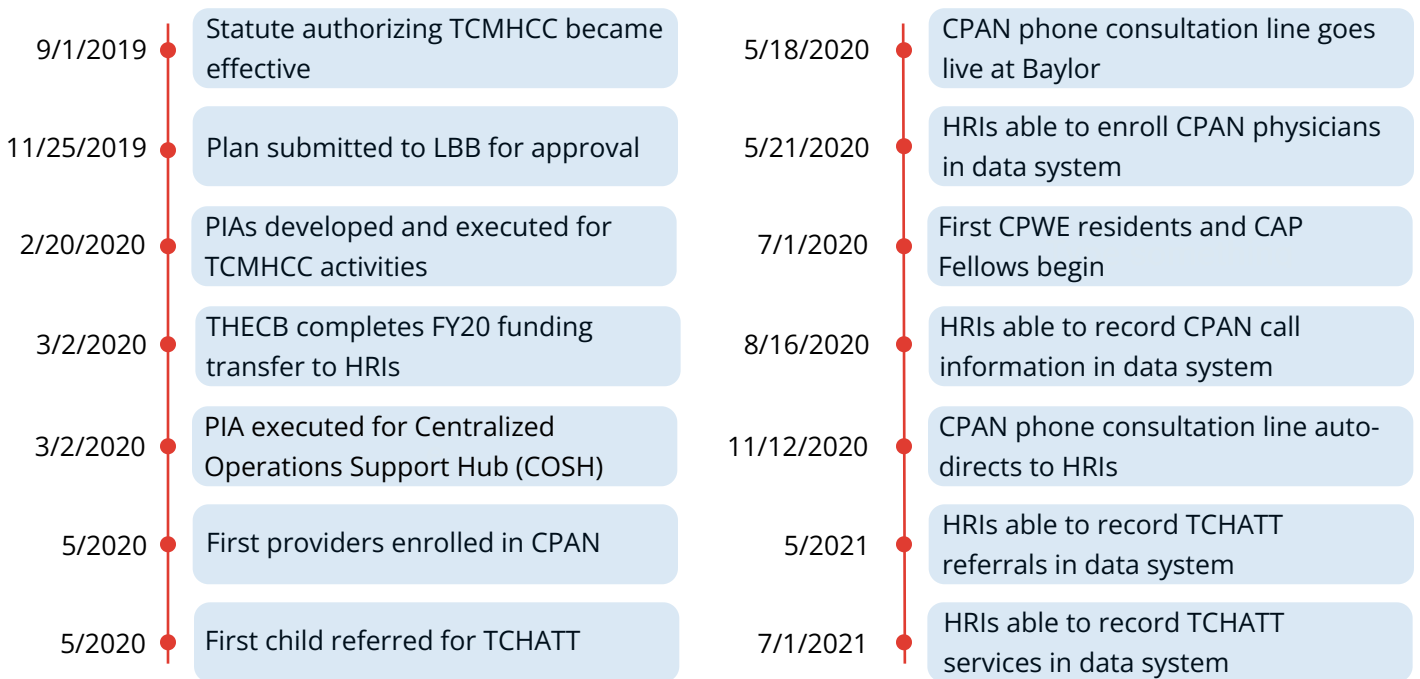 9/1/2019
Statute authorizing TCMHCC became
effective
11/25/2019
Plan submitted to LBB for approval
2/20/2020
PIAs developed and executed for
TCMHCC activities
3/2/2020
THECB completes FY20 funding
transfer to HRIs
3/2/2020
PIA executed for Centralized
Operations Support Hub (COSH)
5/2020
First providers enrolled in CPAN
5/2020
First child referred for TCHATT
5/18/2020
CPAN phone consultation line goes
live at Baylor
5/21/2020
HRIs able to enroll CPAN physicians
in data system
7/1/2020
First CPWE residents and CAP
Fellows begin
8/16/2020
HRIs able to record CPAN call
information in data system
11/12/2020
CPAN phone consultation line auto-
directs to HRIs
5/2021
HRIs able to record TCHATT
referrals in data system
7/1/2021
HRIs able to record TCHATT
services in data system